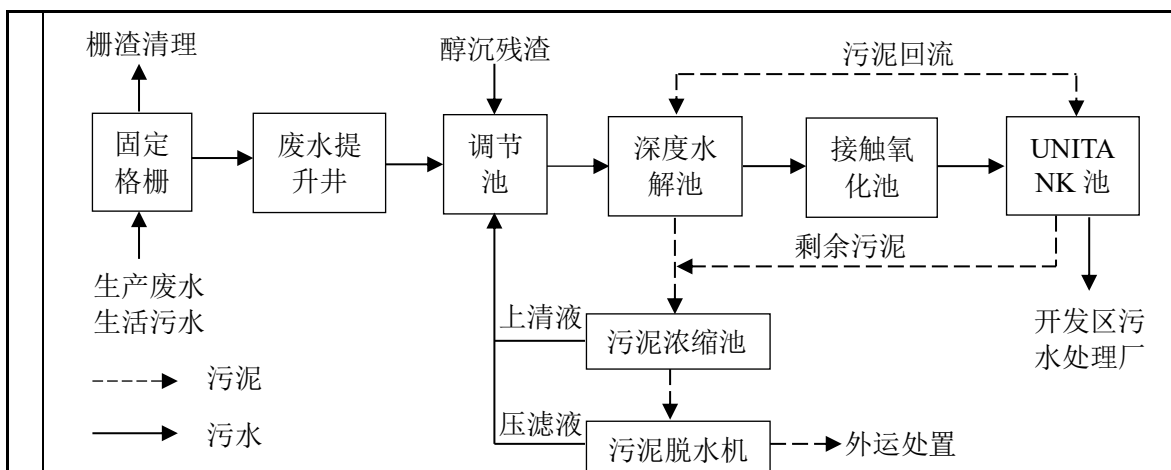 栅渣清理
醇沉残渣
污泥回流
固定
格栅
废水提
升井
调节
池
深度水
解池
接触氧
化池
UNITA
NK 池
剩余污泥
生产废水
生活污水
上清液
污泥浓缩池
开发区污
水处理厂
污泥
污水
压滤液
污泥脱水机
外运处置